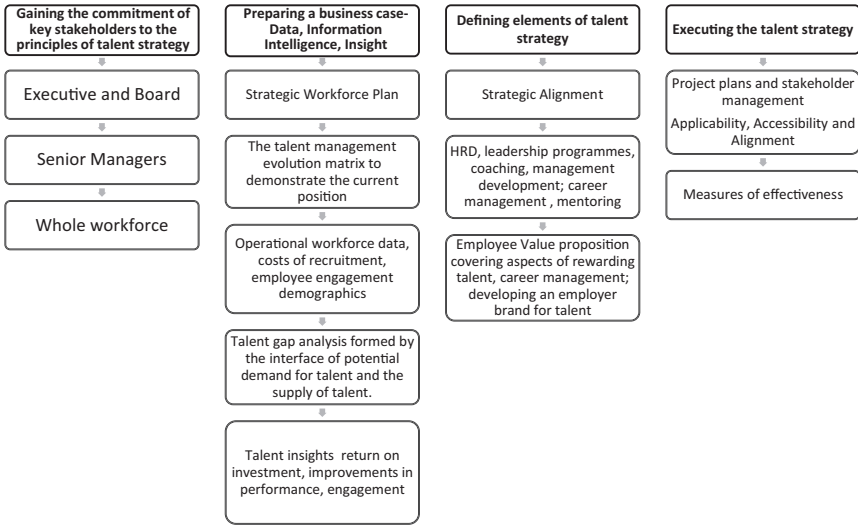 Gaining the commitment of
key stakeholders to the
principles of talent strategy
Executive and Board
Senior Managers
Whole workforce
Preparing a business case-
Data, Information
Intelligence, Insight
Strategic Workforce Plan
The talent management
evolution matrix to
demonstrate the current
position
Operational workforce data,
costs of recruitment,
employee engagement
demographics
Talent gap analysis formed by
the interface of potential
demand for talent and the
supply of talent.
Talent insights return on
investment, improvements in
performance, engagement
Defining elements of talent
strategy
Strategic Alignment
HRD, leadership programmes,
coaching, management
development; career
management , mentoring
Employee Value proposition
covering aspects of rewarding
talent, career management;
developing an employer
brand for talent
Executing the talent strategy
Project plans and stakeholder
management
Applicability, Accessibility and
Alignment
Measures of effectiveness